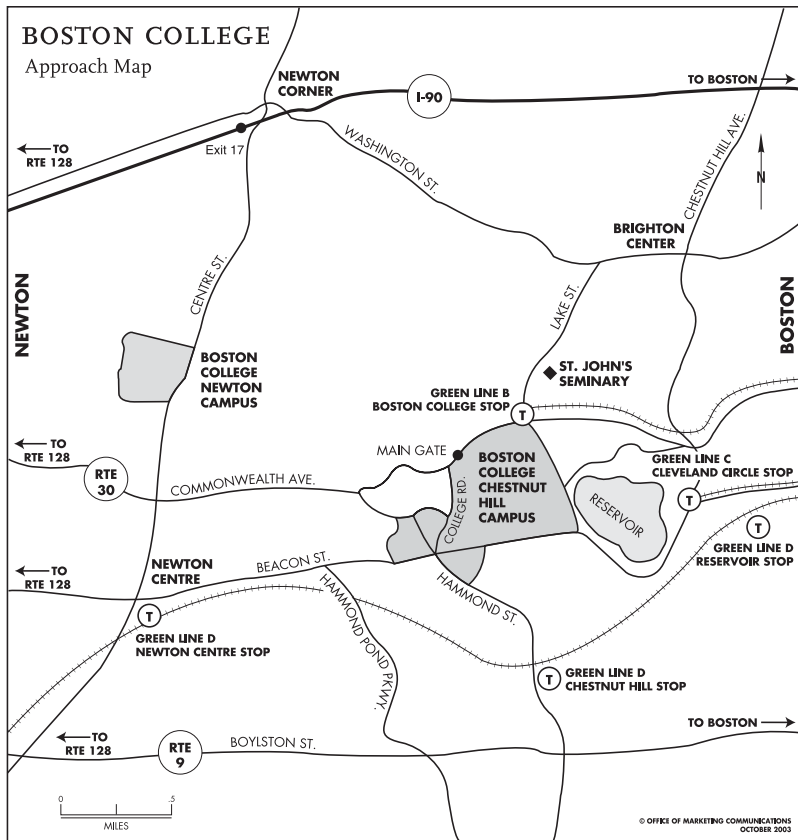 BOSTON COLLEGE
Approach Map
NEWTON
CORNER
I-90
TO BOSTON
TO
RTE 128
Exit 17
WASHINGTON ST.
CHESTNUT HILL AVE.
N
BRIGHTON
CENTER
NEWTON
CENTRE ST.
LAKE ST.
BOSTON
BOSTON
COLLEGE
NEWTON
CAMPUS
ST. JOHN'S
SEMINARY
GREEN LINE B
BOSTON COLLEGE STOP
T
TO
RTE 128
RTE
30
COMMONWEALTH AVE.
MAIN GATE
COLLEGE RD.
BOSTON
COLLEGE
CHESTNUT
HILL
CAMPUS
GREEN LINE C
CLEVELAND CIRCLE STOP
T
RESERVOIR
T
GREEN LINE D
RESERVOIR STOP
TO
RTE 128
NEWTON
CENTRE
BEACON ST.
HAMMOND POND PKWY.
HAMMOND ST.
T
GREEN LINE D
NEWTON CENTRE STOP
T
GREEN LINE D
CHESTNUT HILL STOP
TO
RTE 128
RTE
9
BOYLSTON ST.
TO BOSTON
0 .5
MILES
© OFFICE OF MARKETING COMMUNICATIONS
OCTOBER 2003